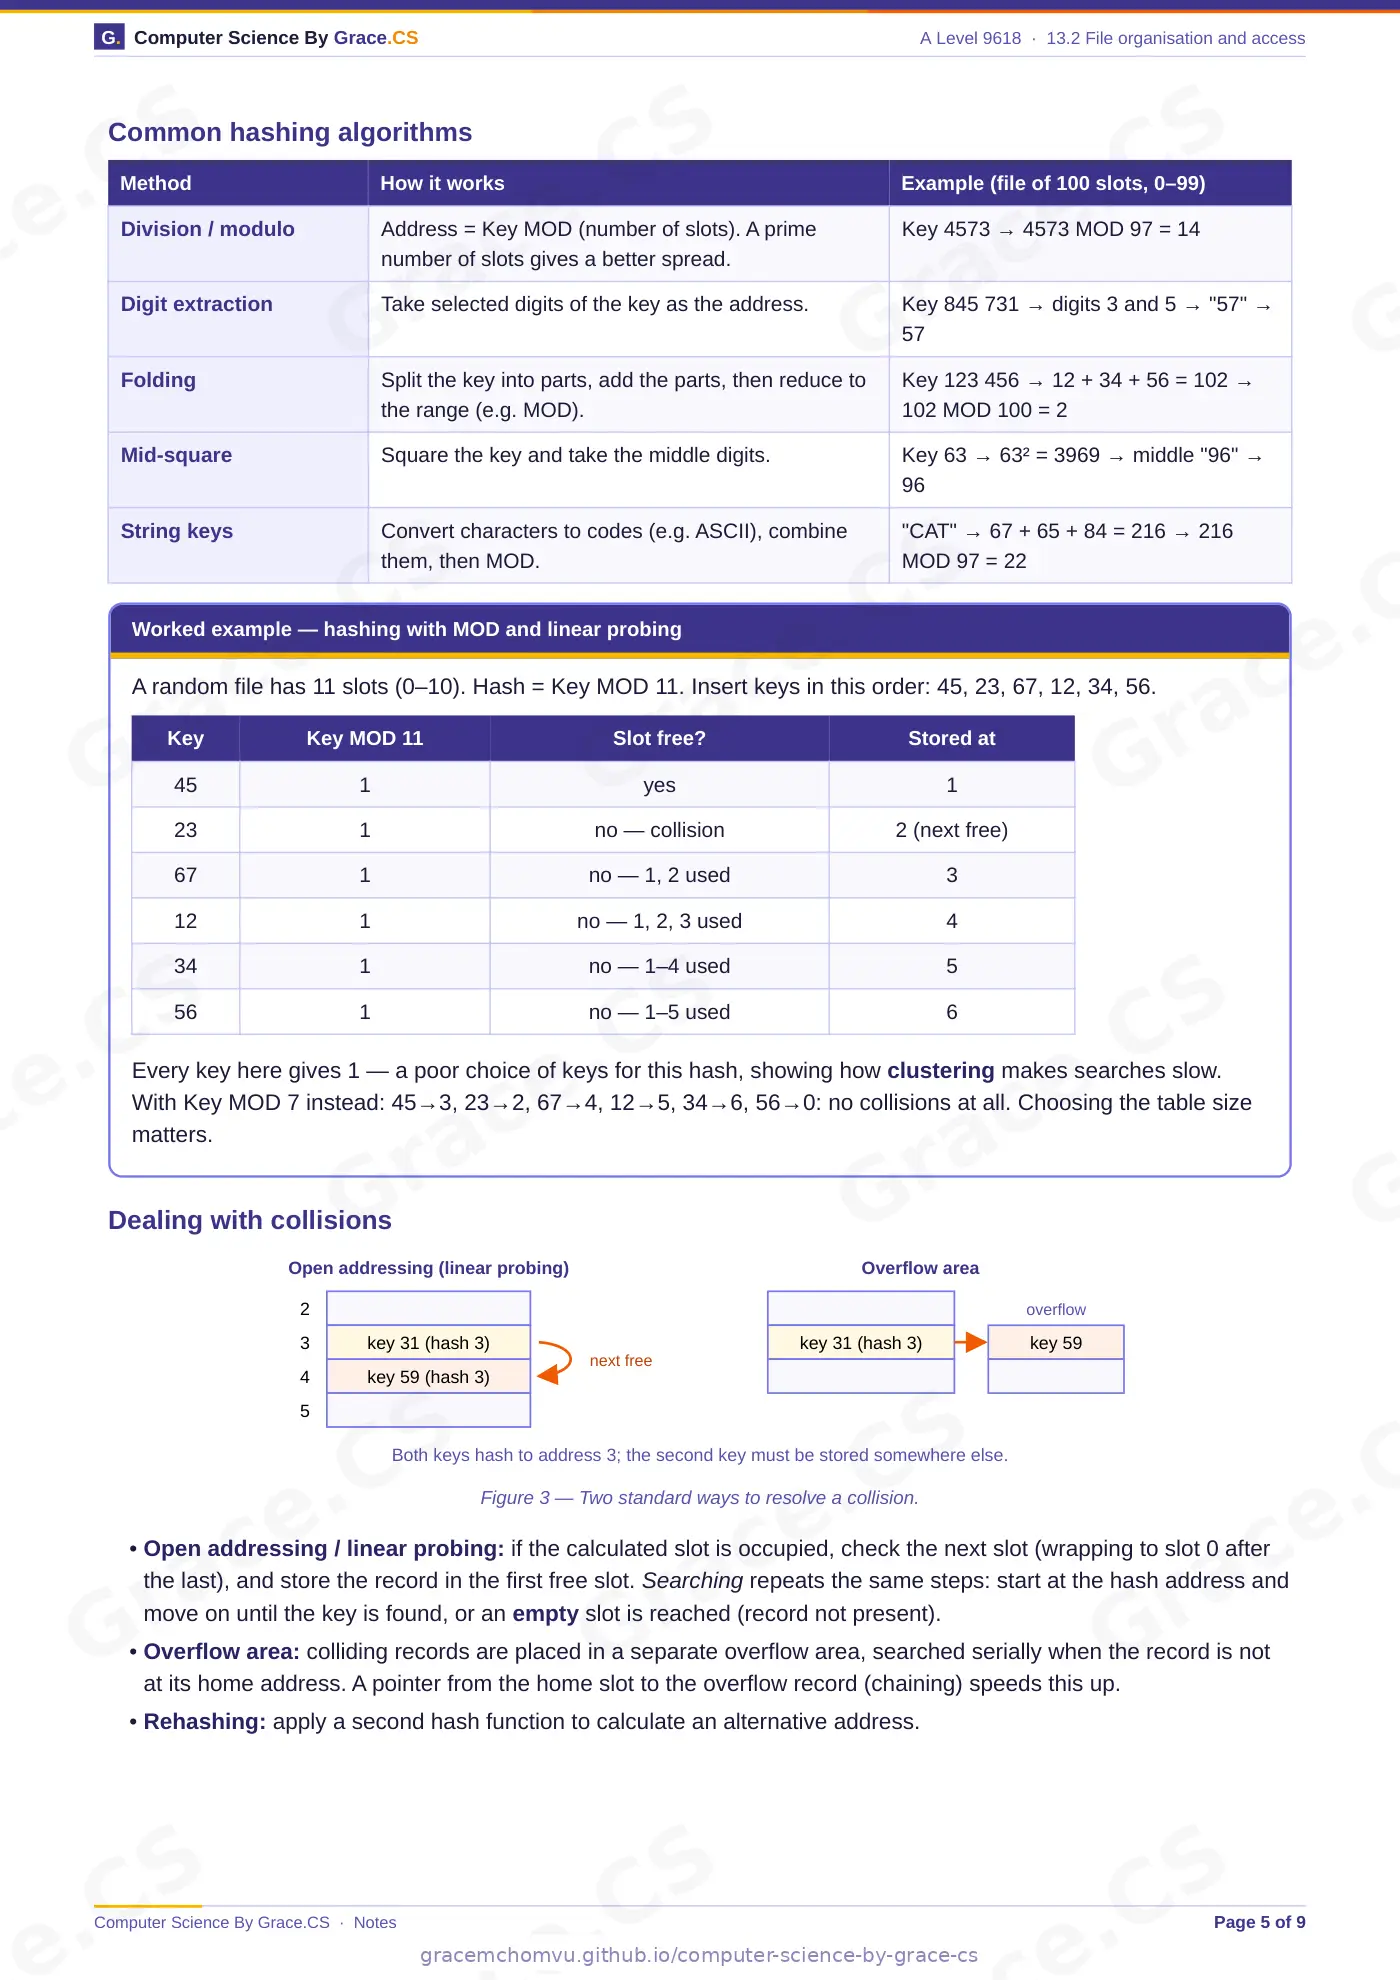 G. Computer Science By Grace.CS
A Level 9618 · 13.2 File organisation and access
Common hashing algorithms
Method How it works Example (file of 100 slots, 0–99)
Division / modulo Address = Key MOD (number of slots). A prime number of slots gives a better spread. Key 4573 → 4573 MOD 97 = 14
Digit extraction Take selected digits of the key as the address. Key 845 731 → digits 3 and 5 → "57" → 57
Folding Split the key into parts, add the parts, then reduce to the range (e.g. MOD). Key 123 456 → 12 + 34 + 56 = 102 → 102 MOD 100 = 2
Mid-square Square the key and take the middle digits. Key 63 → 63² = 3969 → middle "96" → 96
String keys Convert characters to codes (e.g. ASCII), combine them, then MOD. "CAT" → 67 + 65 + 84 = 216 → 216 MOD 97 = 22
Worked example — hashing with MOD and linear probing
A random file has 11 slots (0–10). Hash = Key MOD 11. Insert keys in this order: 45, 23, 67, 12, 34, 56.
Key Key MOD 11 Slot free? Stored at
45 1 yes 1
23 1 no — collision 2 (next free)
67 1 no — 1, 2 used 3
12 1 no — 1, 2, 3 used 4
34 1 no — 1–4 used 5
56 1 no — 1–5 used 6
Every key here gives 1 — a poor choice of keys for this hash, showing how clustering makes searches slow.
With Key MOD 7 instead: 45→3, 23→2, 67→4, 12→5, 34→6, 56→0: no collisions at all. Choosing the table size
matters.
Dealing with collisions
Open addressing (linear probing)
2
3 key 31 (hash 3)
4 key 59 (hash 3)
5
next free
Overflow area
overflow
key 31 (hash 3) key 59
Both keys hash to address 3; the second key must be stored somewhere else.
Figure 3 — Two standard ways to resolve a collision.
• Open addressing / linear probing: if the calculated slot is occupied, check the next slot (wrapping to slot 0 after
the last), and store the record in the first free slot. Searching repeats the same steps: start at the hash address and
move on until the key is found, or an empty slot is reached (record not present).
• Overflow area: colliding records are placed in a separate overflow area, searched serially when the record is not
at its home address. A pointer from the home slot to the overflow record (chaining) speeds this up.
• Rehashing: apply a second hash function to calculate an alternative address.
Computer Science By Grace.CS · Notes
Page 5 of 9
gracemchomvu.github.io/computer-science-by-grace-cs